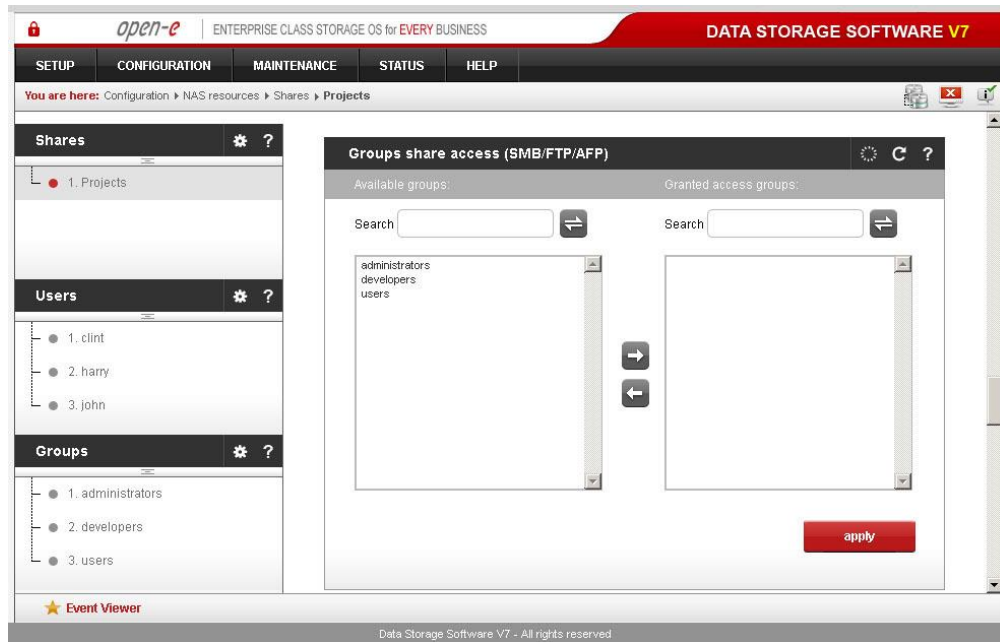 open-e ENTERPRISE CLASS STORAGE OS for EVERY BUSINESS
DATA STORAGE SOFTWARE V7
SETUP CONFIGURATION MAINTENANCE STATUS HELP
You are here: Configuration ▸ NAS resources ▸ Shares ▸ Projects
Shares ?
1. Projects
Users ?
1. clint
2. harry
3. john
Groups ?
1. administrators
2. developers
3. users
Groups share access (SMB/FTP/AFP) ?
Available groups: Granted access groups:
Search Search
administrators
developers
users
apply
Event Viewer
Data Storage Software V7 - All rights reserved